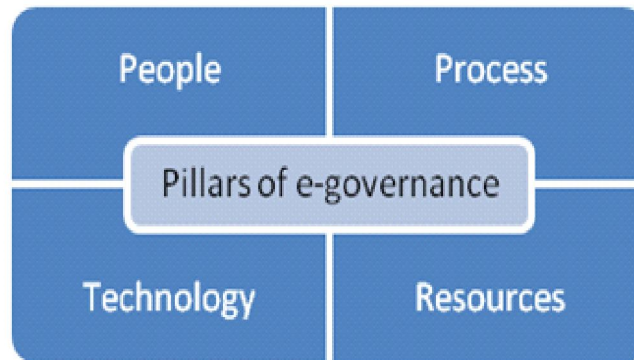 People
Process
Pillars of e-governance
Technology
Resources